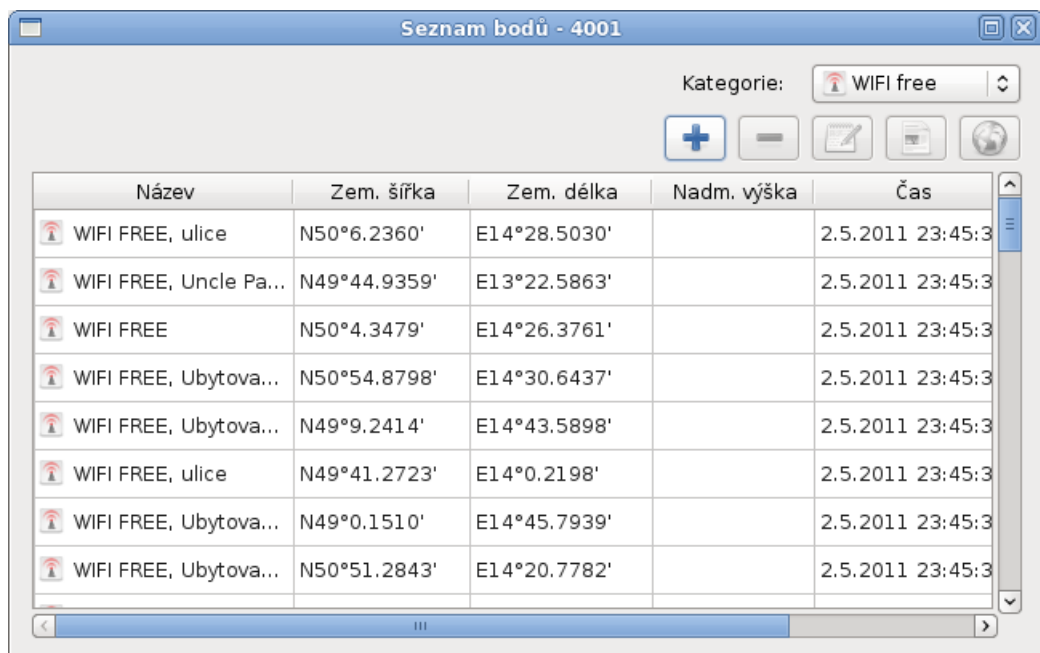 Seznam bodů - 4001
Kategorie: WIFI free
Název Zem. šířka Zem. délka Nadm. výška Čas
WIFI FREE, ulice N50°6.2360' E14°28.5030' 2.5.2011 23:45:3
WIFI FREE, Uncle Pa... N49°44.9359' E13°22.5863' 2.5.2011 23:45:3
WIFI FREE N50°4.3479' E14°26.3761' 2.5.2011 23:45:3
WIFI FREE, Ubytova... N50°54.8798' E14°30.6437' 2.5.2011 23:45:3
WIFI FREE, Ubytova... N49°9.2414' E14°43.5898' 2.5.2011 23:45:3
WIFI FREE, ulice N49°41.2723' E14°0.2198' 2.5.2011 23:45:3
WIFI FREE, Ubytova... N49°0.1510' E14°45.7939' 2.5.2011 23:45:3
WIFI FREE, Ubytova... N50°51.2843' E14°20.7782' 2.5.2011 23:45:3